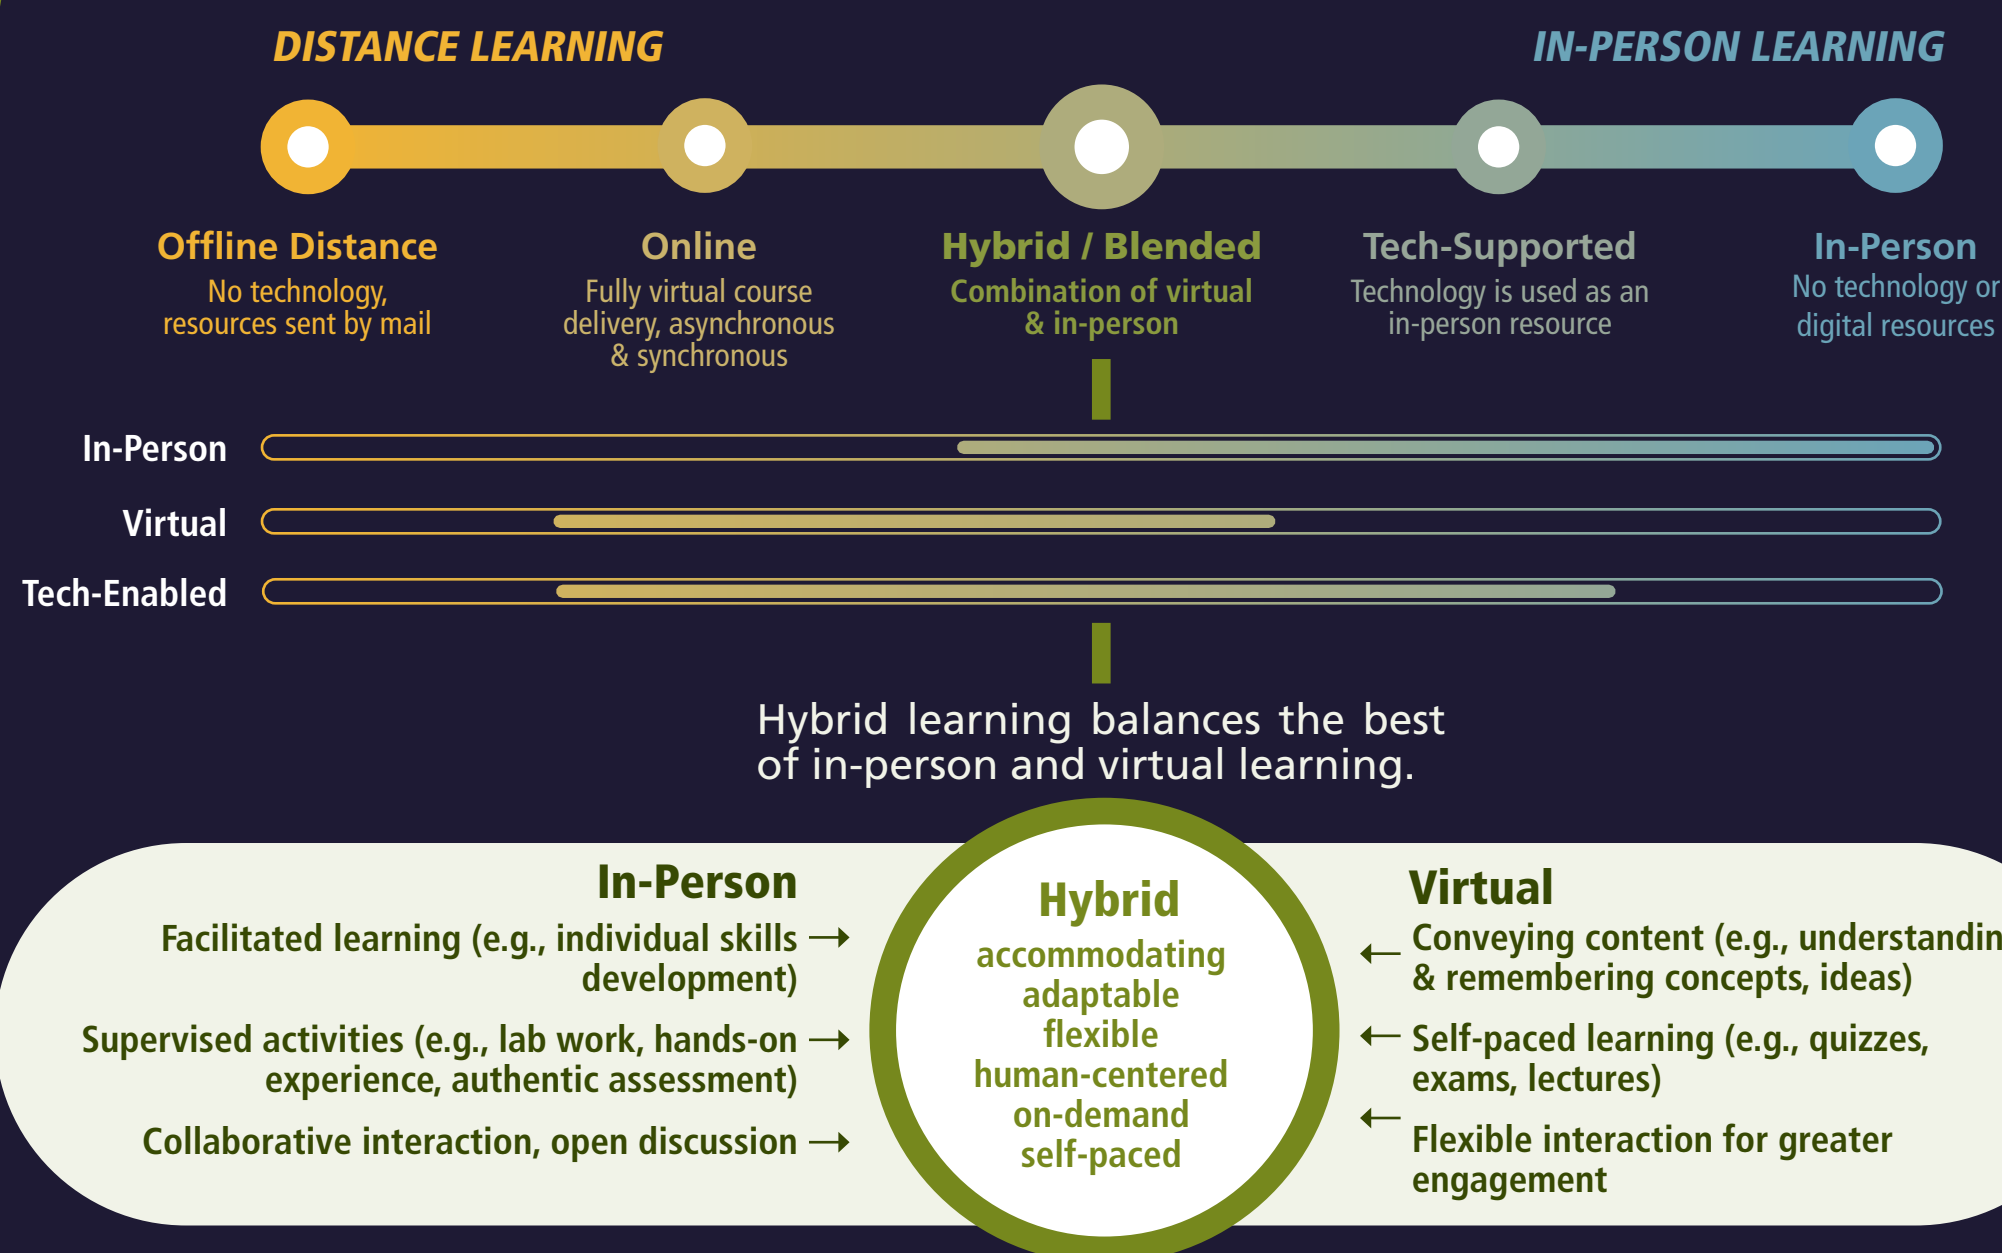 DISTANCE LEARNING
IN-PERSON LEARNING
Offline Distance
No technology,
resources sent by mail
Online
Fully virtual course
delivery, asynchronous
& synchronous
Hybrid / Blended
Combination of virtual
& in-person
Tech-Supported
Technology is used as an
in-person resource
In-Person
No technology or
digital resources
In-Person
Virtual
Tech-Enabled
Hybrid learning balances the best
of in-person and virtual learning.
In-Person
Facilitated learning (e.g., individual skills
development)
Supervised activities (e.g., lab work, hands-on
experience, authentic assessment)
Collaborative interaction, open discussion
Hybrid
accommodating
adaptable
flexible
human-centered
on-demand
self-paced
Virtual
Conveying content (e.g., understandin
& remembering concepts, ideas)
Self-paced learning (e.g., quizzes,
exams, lectures)
Flexible interaction for greater
engagement